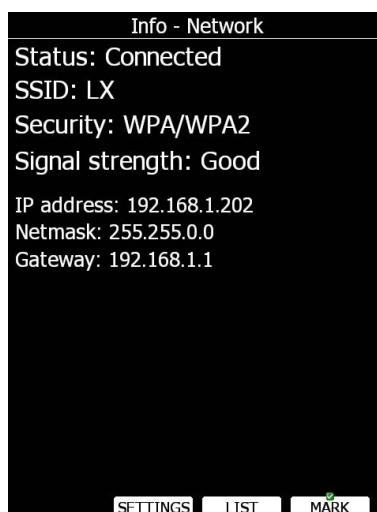 Info - Network
Status: Connected
SSID: LX
Security: WPA/WPA2
Signal strength: Good
IP address: 192.168.1.202
Netmask: 255.255.0.0
Gateway: 192.168.1.1
SETTINGS LIST MARK